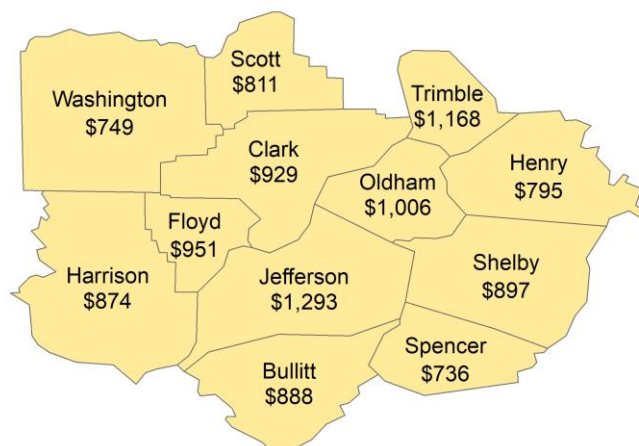 Scott
$811
Trimble
$1,168
Washington
$749
Clark
$929
Henry
$795
Oldham
$1,006
Floyd
$951
Harrison
$874
Jefferson
$1,293
Shelby
$897
Spencer
$736
Bullitt
$888